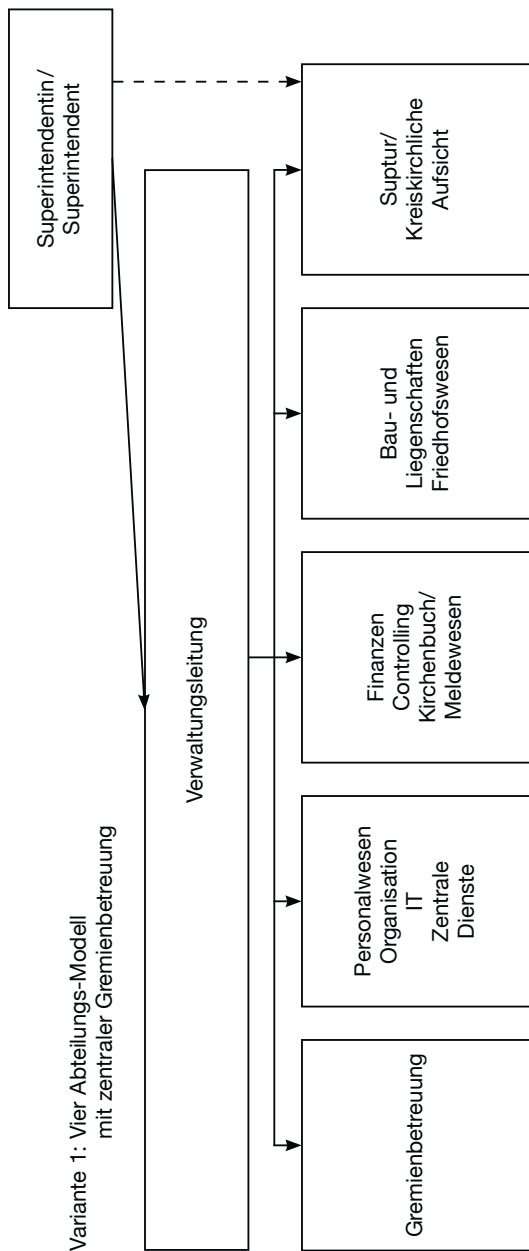 Variante 1: Vier Abteilungs-Modell
mit zentraler Gremienbetreuung
Superintendentin/
Superintendent
Verwaltungsleitung
Gremienbetreuung
Personalwesen
Organisation
IT
Zentrale
Dienste
Finanzen
Controlling
Kirchenbuch/
Meldewesen
Bau- und
Liegenschaften
Friedhofswesen
Suptur/
Kreiskirchliche
Aufsicht